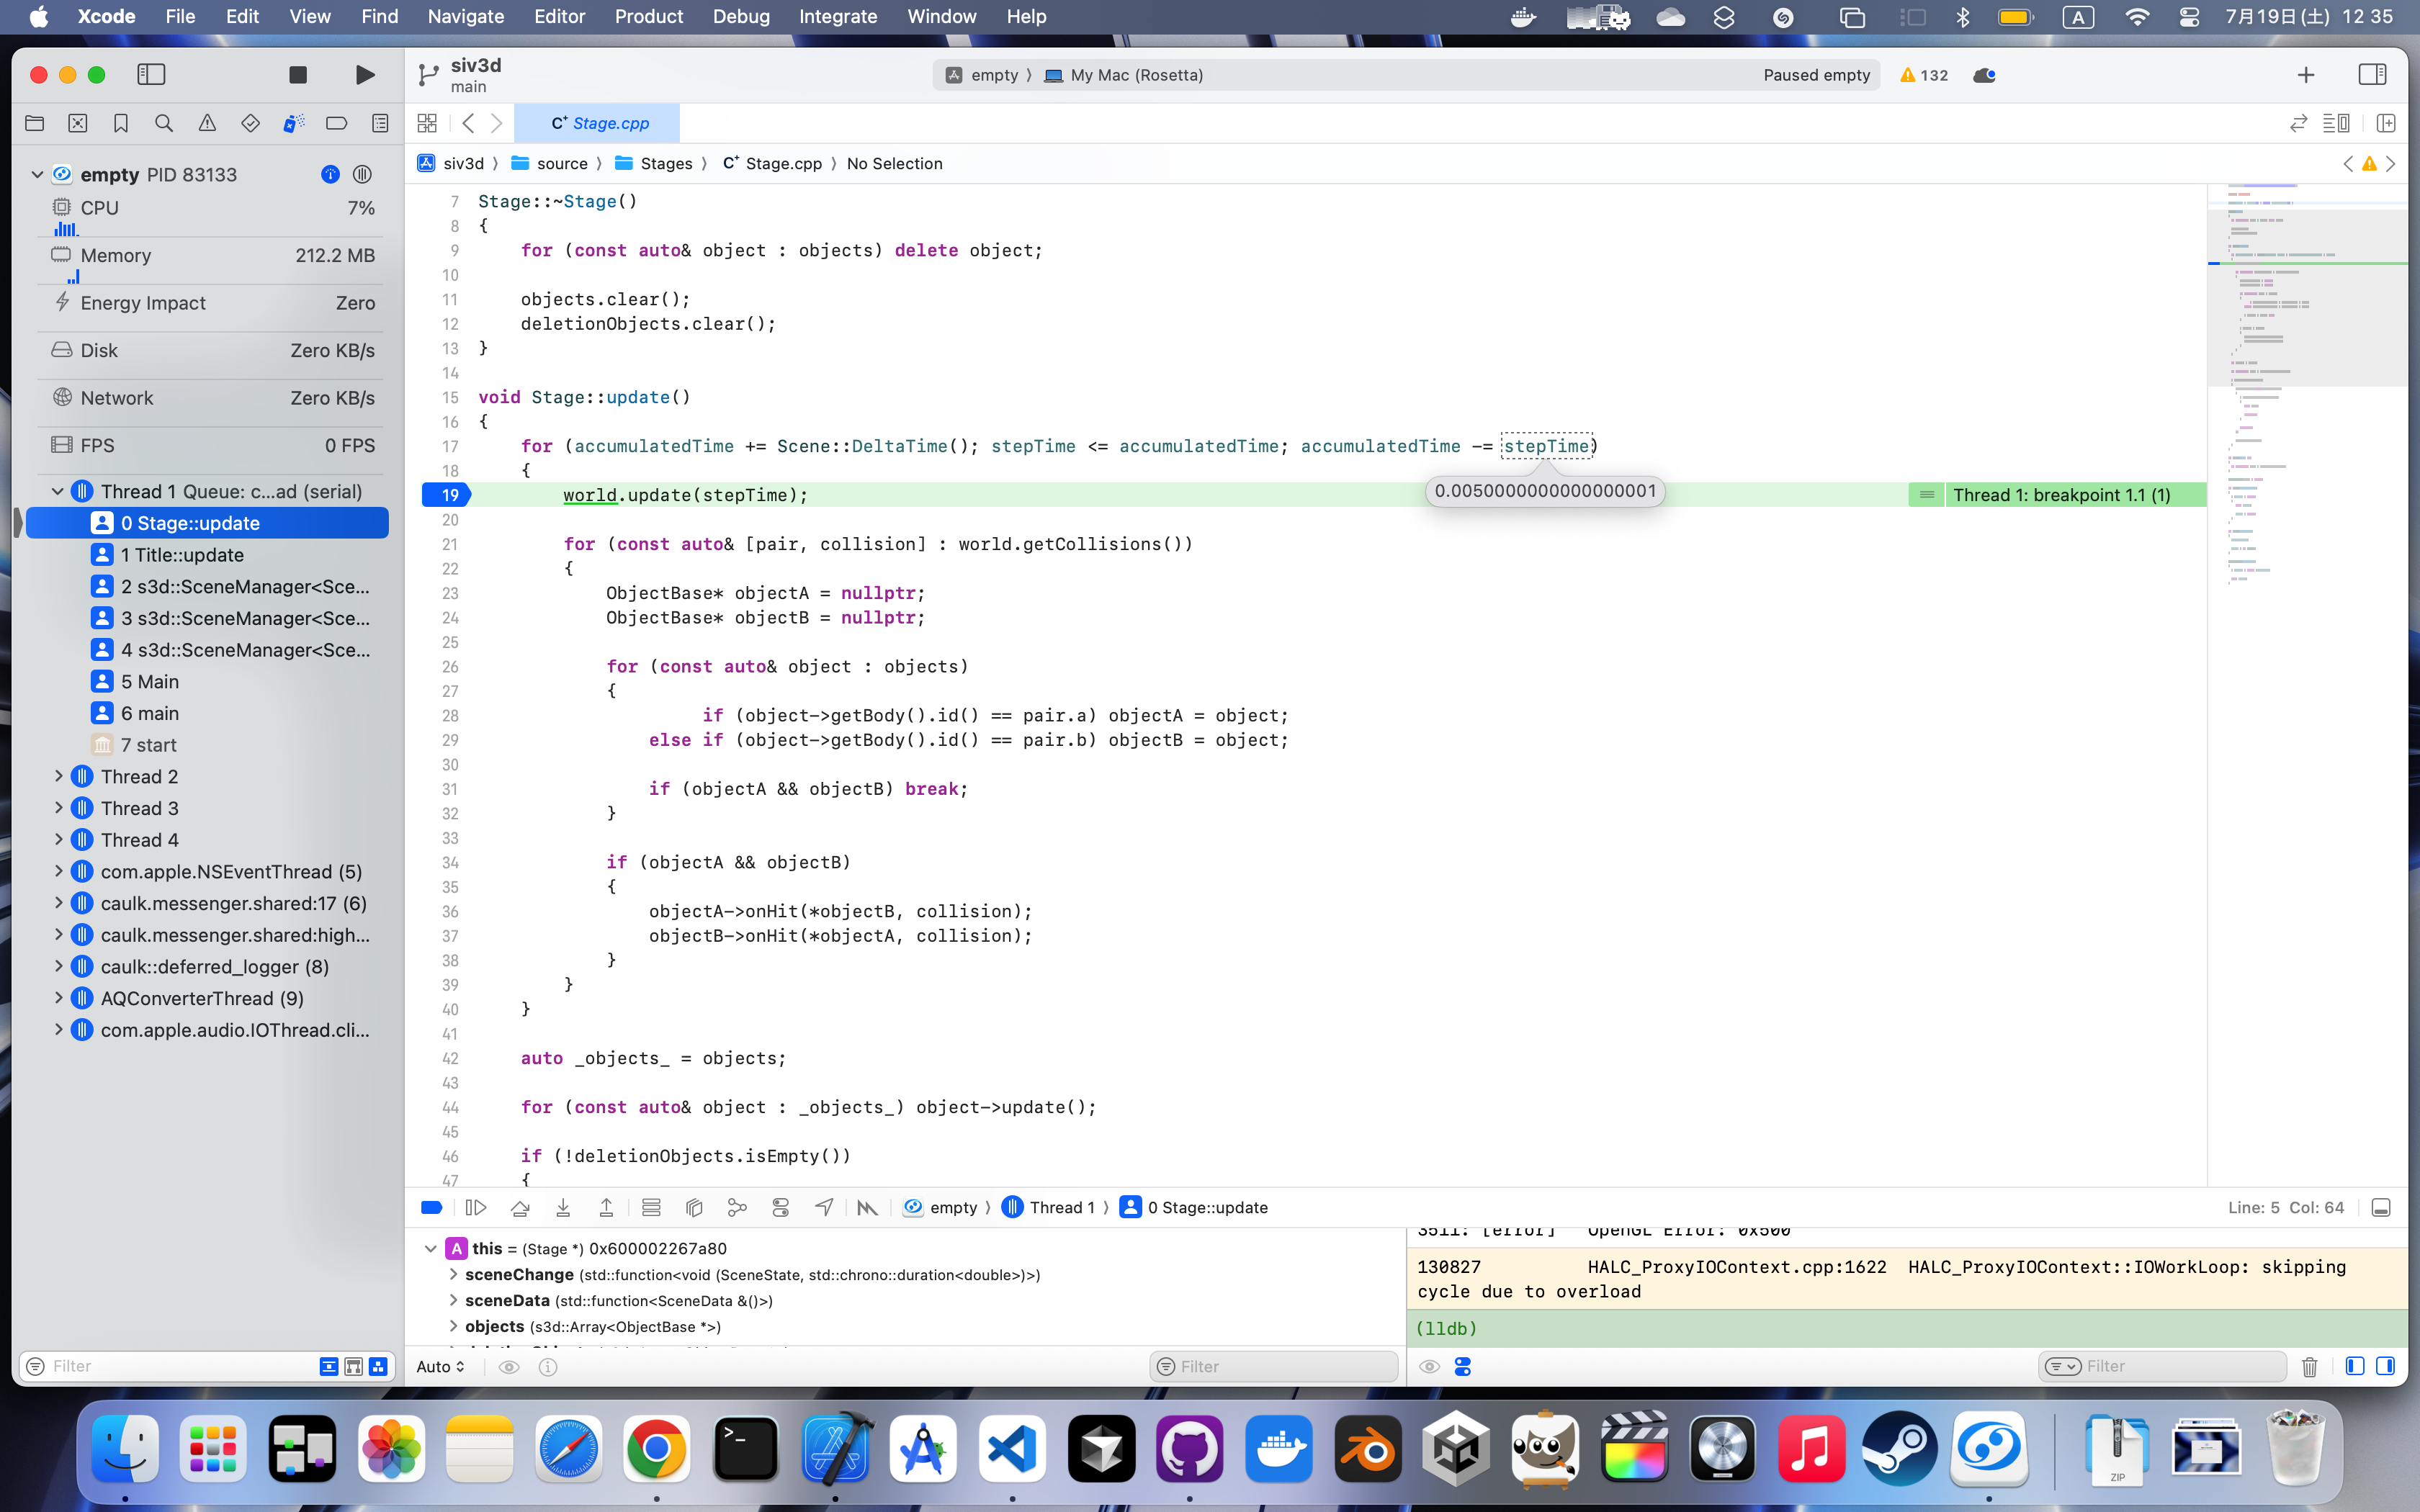 Xcode File Edit View Find Navigate Editor Product Debug Integrate Window Help A 7月19日(土) 12 35
siv3d
main
empty 〉 My Mac (Rosetta) Paused empty 132
C+ Stage.cpp
siv3d 〉 source 〉 Stages 〉 C+ Stage.cpp 〉 No Selection
empty PID 83133
CPU 7%
Memory 212.2 MB
Energy Impact Zero
Disk Zero KB/s
Network Zero KB/s
FPS 0 FPS
Thread 1 Queue: c...ad (serial)
0 Stage::update
1 Title::update
2 s3d::SceneManager<Sce...
3 s3d::SceneManager<Sce...
4 s3d::SceneManager<Sce...
5 Main
6 main
7 start
Thread 2
Thread 3
Thread 4
com.apple.NSEventThread (5)
caulk.messenger.shared:17 (6)
caulk.messenger.shared:high...
caulk::deferred_logger (8)
AQConverterThread (9)
com.apple.audio.IOThread.cli...
Filter
7 Stage::~Stage()
8 {
9 for (const auto& object : objects) delete object;
10
11 objects.clear();
12 deletionObjects.clear();
13 }
14
15 void Stage::update()
16 {
17 for (accumulatedTime += Scene::DeltaTime(); stepTime <= accumulatedTime; accumulatedTime -= stepTime)
18 {
19 world.update(stepTime); 0.0050000000000000001 Thread 1: breakpoint 1.1 (1)
20
21 for (const auto& [pair, collision] : world.getCollisions())
22 {
23 ObjectBase* objectA = nullptr;
24 ObjectBase* objectB = nullptr;
25
26 for (const auto& object : objects)
27 {
28 if (object->getBody().id() == pair.a) objectA = object;
29 else if (object->getBody().id() == pair.b) objectB = object;
30
31 if (objectA && objectB) break;
32 }
33
34 if (objectA && objectB)
35 {
36 objectA->onHit(*objectB, collision);
37 objectB->onHit(*objectA, collision);
38 }
39 }
40 }
41
42 auto _objects_ = objects;
43
44 for (const auto& object : _objects_) object->update();
45
46 if (!deletionObjects.isEmpty())
47 {
empty 〉 Thread 1 〉 0 Stage::update Line: 5 Col: 64
A this = (Stage *) 0x600002267a80
sceneChange (std::function<void (SceneState, std::chrono::duration<double>)>)
sceneData (std::function<SceneData &()>)
objects (s3d::Array<ObjectBase *>)
Auto Filter
3511: [error] OpenGL Error: 0x500
130827 HALC_ProxyIOContext.cpp:1622 HALC_ProxyIOContext::IOWorkLoop: skipping
cycle due to overload
(lldb)
Filter
>_
ZIP